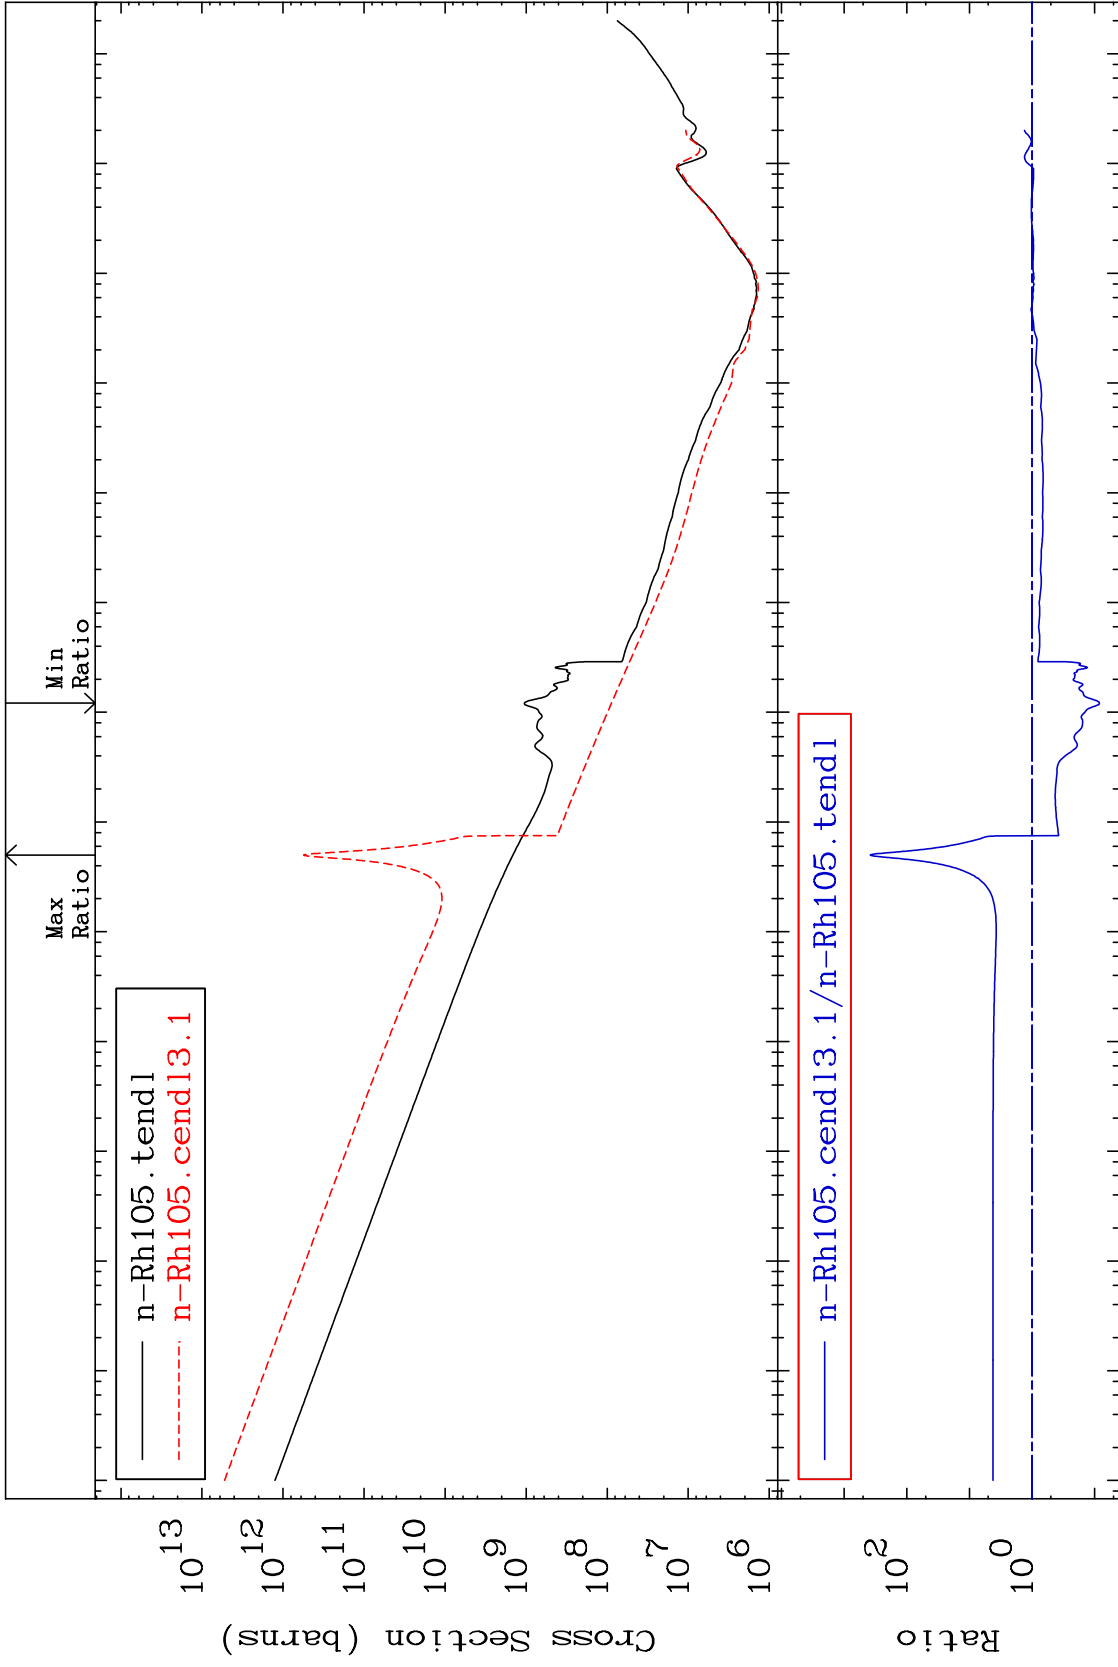 Max
Ratio
Min
Ratio
n-Rh105.tendl
n-Rh105.cendl3.1
10^13
10^12
10^11
10^10
10^9
10^8
10^7
10^6
Cross Section (barns)
n-Rh105.cendl3.1/n-Rh105.tendl
10^2
10^0
Ratio